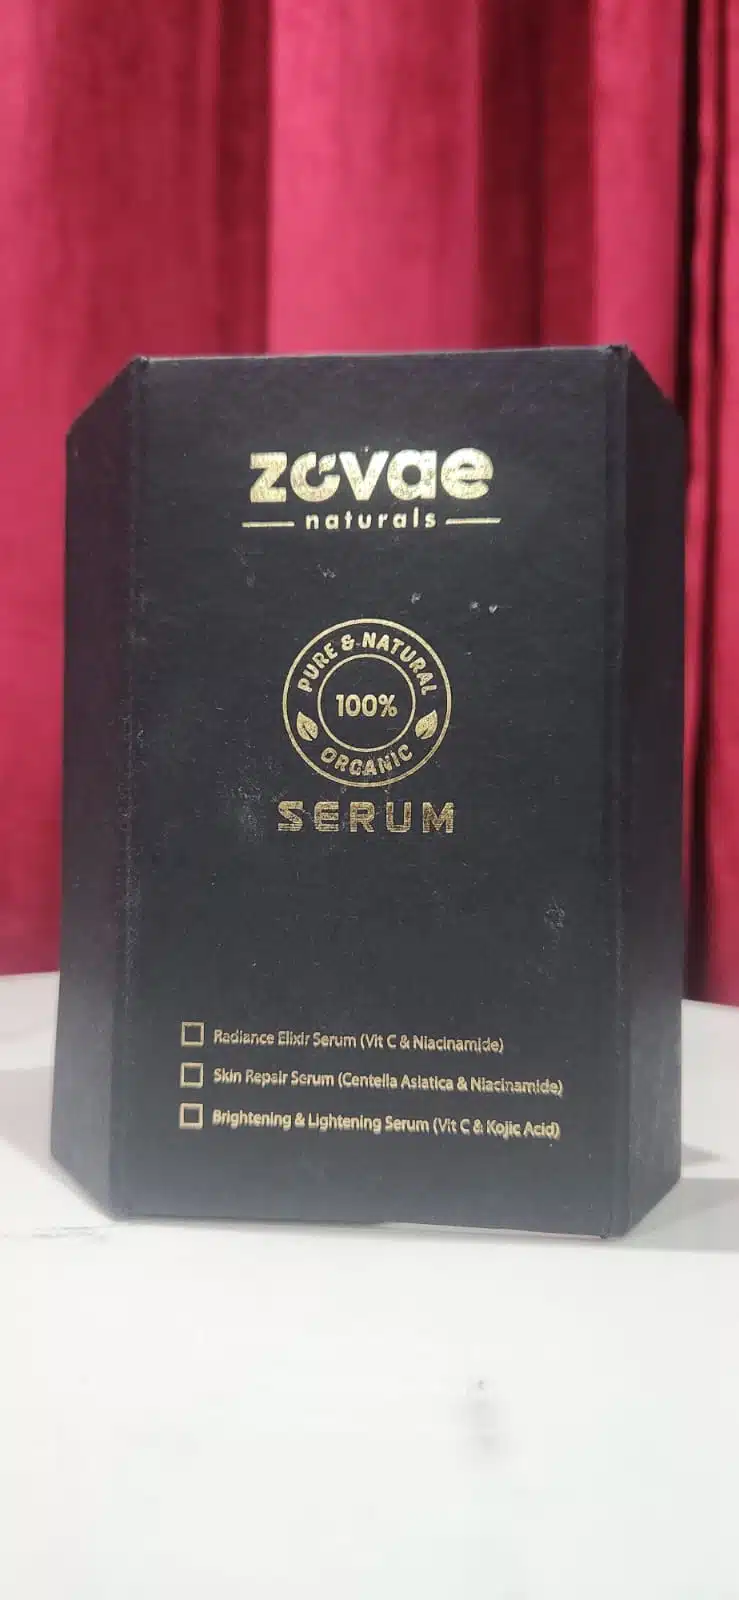 zovae
naturals
PURE & NATURAL
100%
ORGANIC
SERUM
Radiance Elixir Serum (Vit C & Niacinamide)
Skin Repair Serum (Centella Asiatica & Niacinamide)
Brightening & Lightening Serum (Vit C & Kojic Acid)